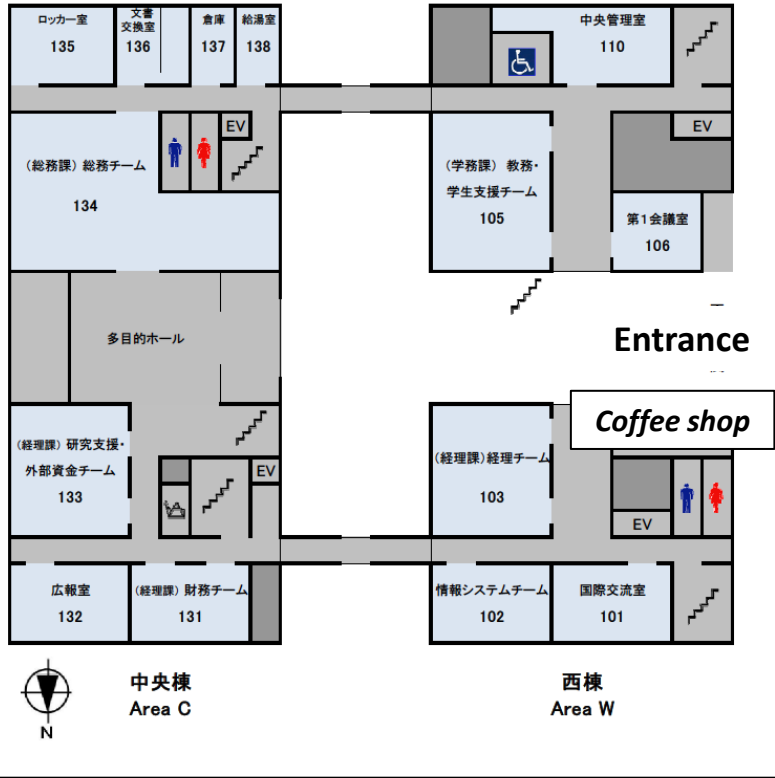 ロッカー室
135
文書
交換室
136
倉庫
137
給湯室
138
中央管理室
110
EV
EV
(総務課) 総務チーム
134
(学務課) 教務・
学生支援チーム
105
第1会議室
106
多目的ホール
Entrance
Coffee shop
(経理課) 研究支援・
外部資金チーム
133
EV
(経理課)経理チーム
103
EV
広報室
132
(経理課) 財務チーム
131
情報システムチーム
102
国際交流室
101
N
中央棟
Area C
西棟
Area W